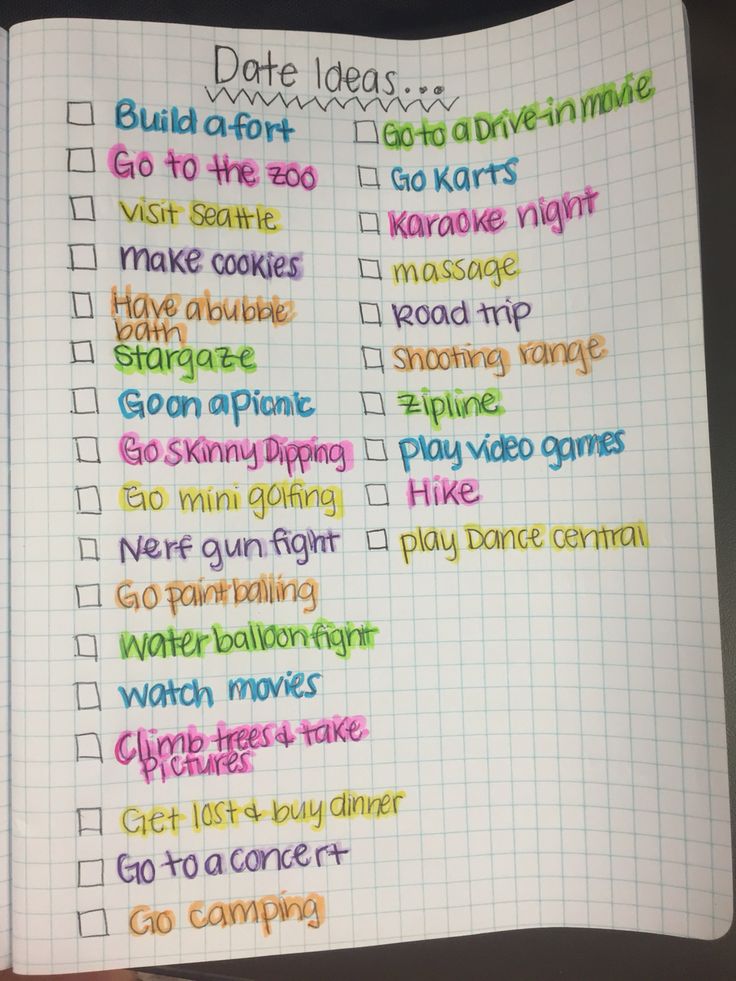 Date Ideas...
Build a fort
Go to the zoo
visit Seattle
make cookies
Have a bubble
bath
Stargaze
Go on a Picnic
Go Skinny Dipping
Go mini golfing
Nerf gun fight
Go paintballing
Water balloon fight
Watch movies
Climb trees & take
Pictures
Get lost & buy dinner
Go to a concert
Go camping
Go to a Drive-in movie
Go Karts
Karaoke night
massage
Road trip
Shooting range
Zipline
Play video games
Hike
play Dance central